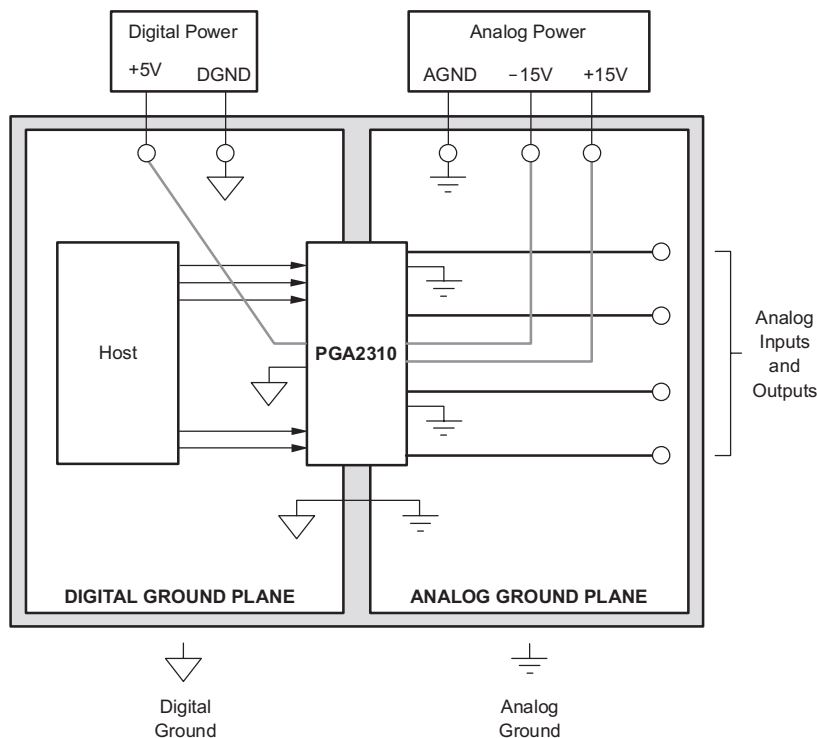 Digital Power
+5V
DGND
Analog Power
AGND
−15V
+15V
Host
PGA2310
Analog
Inputs
and
Outputs
DIGITAL GROUND PLANE
ANALOG GROUND PLANE
Digital
Ground
Analog
Ground